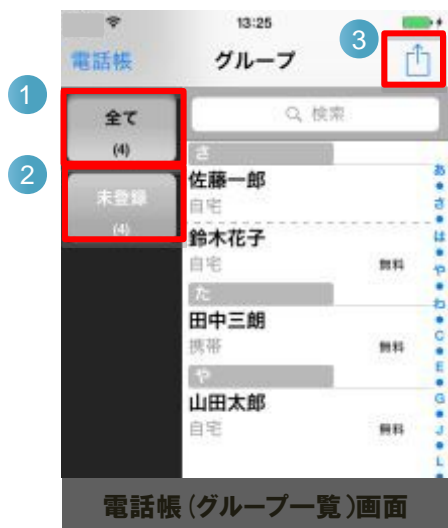 13:25
3
電話帳
グループ
1
全て
(4)
検索
さ
2
未登録
(4)
佐藤一郎
自宅
鈴木花子
自宅
無料
た
田中三朗
携帯
無料
や
山田太郎
自宅
無料
あ
さ
は
や
わ
C
E
G
J
L
電話帳(グループ一覧)画面